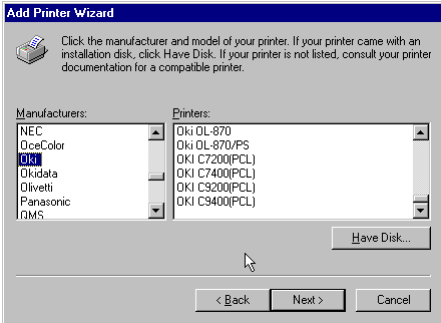 Add Printer Wizard
Click the manufacturer and model of your printer. If your printer came with an
installation disk, click Have Disk. If your printer is not listed, consult your printer
documentation for a compatible printer.
Manufacturers:
NEC
OceColor
Oki
Okidata
Olivetti
Panasonic
QMS
Printers:
Oki OL-870
Oki OL-870/PS
OKI C7200(PCL)
OKI C7400(PCL)
OKI C9200(PCL)
OKI C9400(PCL)
Have Disk...
< Back
Next >
Cancel